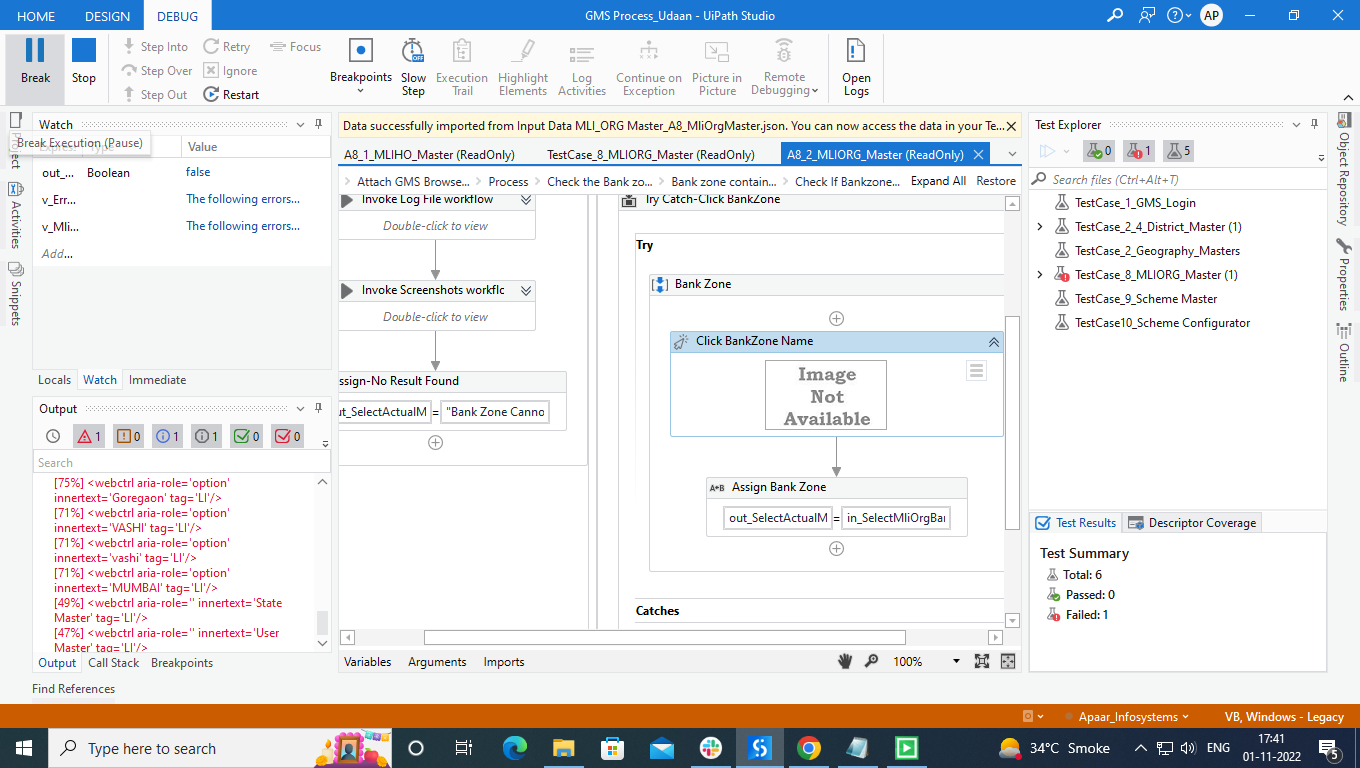 HOME DESIGN DEBUG
GMS Process_Udaan - UiPath Studio
AP
Break
Stop
Step Into
Step Over
Step Out
Retry
Ignore
Restart
Focus
Breakpoints
Slow
Step
Execution
Trail
Highlight
Elements
Log
Activities
Continue on
Exception
Picture in
Picture
Remote
Debugging
Open
Logs
Project
Activities
Snippets
Watch
Break Execution (Pause)
Value
out_... Boolean false
v_Err... The following errors...
v_Mli... The following errors...
Add...
Locals Watch Immediate
Output
1 0 1 1 0 0
Search
[75%] <webctrl aria-role='option'
innertext='Goregaon' tag='LI'/>
[71%] <webctrl aria-role='option'
innertext='VASHI' tag='LI'/>
[71%] <webctrl aria-role='option'
innertext='vashi' tag='LI'/>
[71%] <webctrl aria-role='option'
innertext='MUMBAI' tag='LI'/>
[49%] <webctrl aria-role='' innertext='State
Master' tag='LI'/>
[47%] <webctrl aria-role='' innertext='User
Master' tag='LI'/>
Output Call Stack Breakpoints
Find References
Data successfully imported from Input Data MLI_ORG Master_A8_MliOrgMaster.json. You can now access the data in your Te...
A8_1_MLIHO_Master (ReadOnly) TestCase_8_MLIORG_Master (ReadOnly) A8_2_MLIORG_Master (ReadOnly)
Attach GMS Browse... Process Check the Bank zo... Bank zone contain... Check If Bankzone... Expand All Restore
Invoke Log File workflow
Double-click to view
Invoke Screenshots workflc
Double-click to view
ssign-No Result Found
ut_SelectActualM = "Bank Zone Canno
Try Catch-Click BankZone
Try
Bank Zone
Click BankZone Name
Image
Not
Available
A+B Assign Bank Zone
out_SelectActualM = in_SelectMliOrgBan
Catches
Variables Arguments Imports
100%
Test Explorer
0 1 5
Search files (Ctrl+Alt+T)
TestCase_1_GMS_Login
TestCase_2_4_District_Master (1)
TestCase_2_Geography_Masters
TestCase_8_MLIORG_Master (1)
TestCase_9_Scheme Master
TestCase10_Scheme Configurator
Test Results Descriptor Coverage
Test Summary
Total: 6
Passed: 0
Failed: 1
Object Repository
Properties
Outline
Apaar_Infosystems VB, Windows - Legacy
Type here to search
34°C Smoke
ENG
17:41
01-11-2022
5